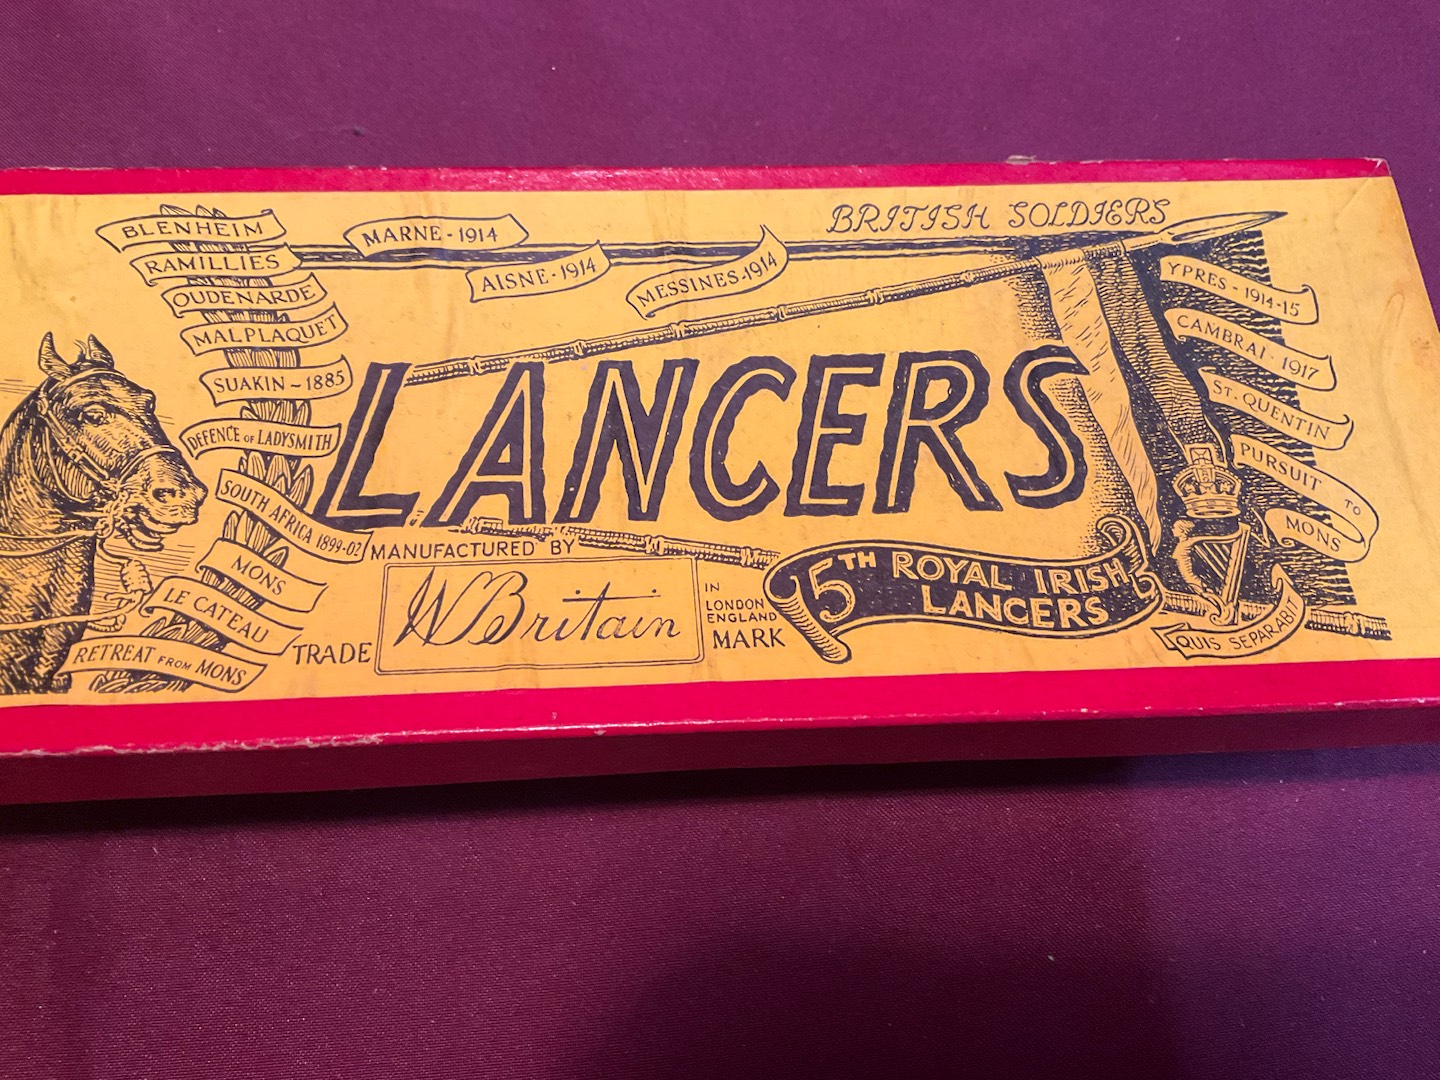 BRITISH SOLDIERS
BLENHEIM
RAMILLIES
OUDENARDE
MALPLAQUET
SUAKIN - 1885
DEFENCE OF LADYSMITH
SOUTH AFRICA 1899-02
MONS
LE CATEAU
RETREAT FROM MONS
MARNE - 1914
AISNE - 1914
MESSINES - 1914
LANCERS
YPRES - 1914-15
CAMBRAI - 1917
ST. QUENTIN
PURSUIT TO
MONS
MANUFACTURED BY
TRADE
W Britain
IN
LONDON
ENGLAND
MARK
5TH ROYAL IRISH
LANCERS
QUIS SEPARABIT